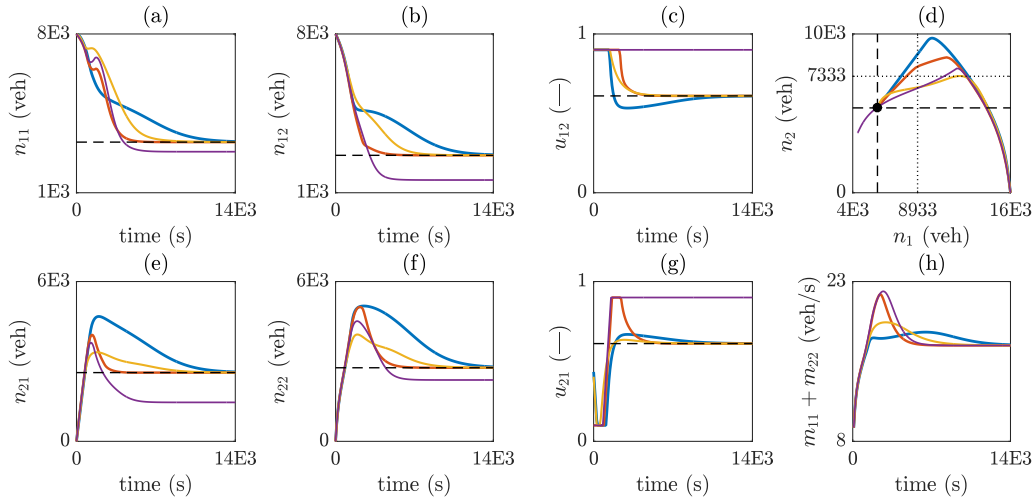 (a)
8E3
n₁₁ (veh)
1E3
0
14E3
time (s)
(b)
8E3
n₁₂ (veh)
1E3
0
14E3
time (s)
(c)
1
u₁₂ (—)
0
0
14E3
time (s)
(d)
10E3
7333
n₂ (veh)
0
4E3
8933
16E3
n₁ (veh)
(e)
6E3
n₂₁ (veh)
0
0
14E3
time (s)
(f)
6E3
n₂₂ (veh)
0
0
14E3
time (s)
(g)
1
u₂₁ (—)
0
0
14E3
time (s)
(h)
23
m₁₁ + m₂₂ (veh/s)
8
0
14E3
time (s)